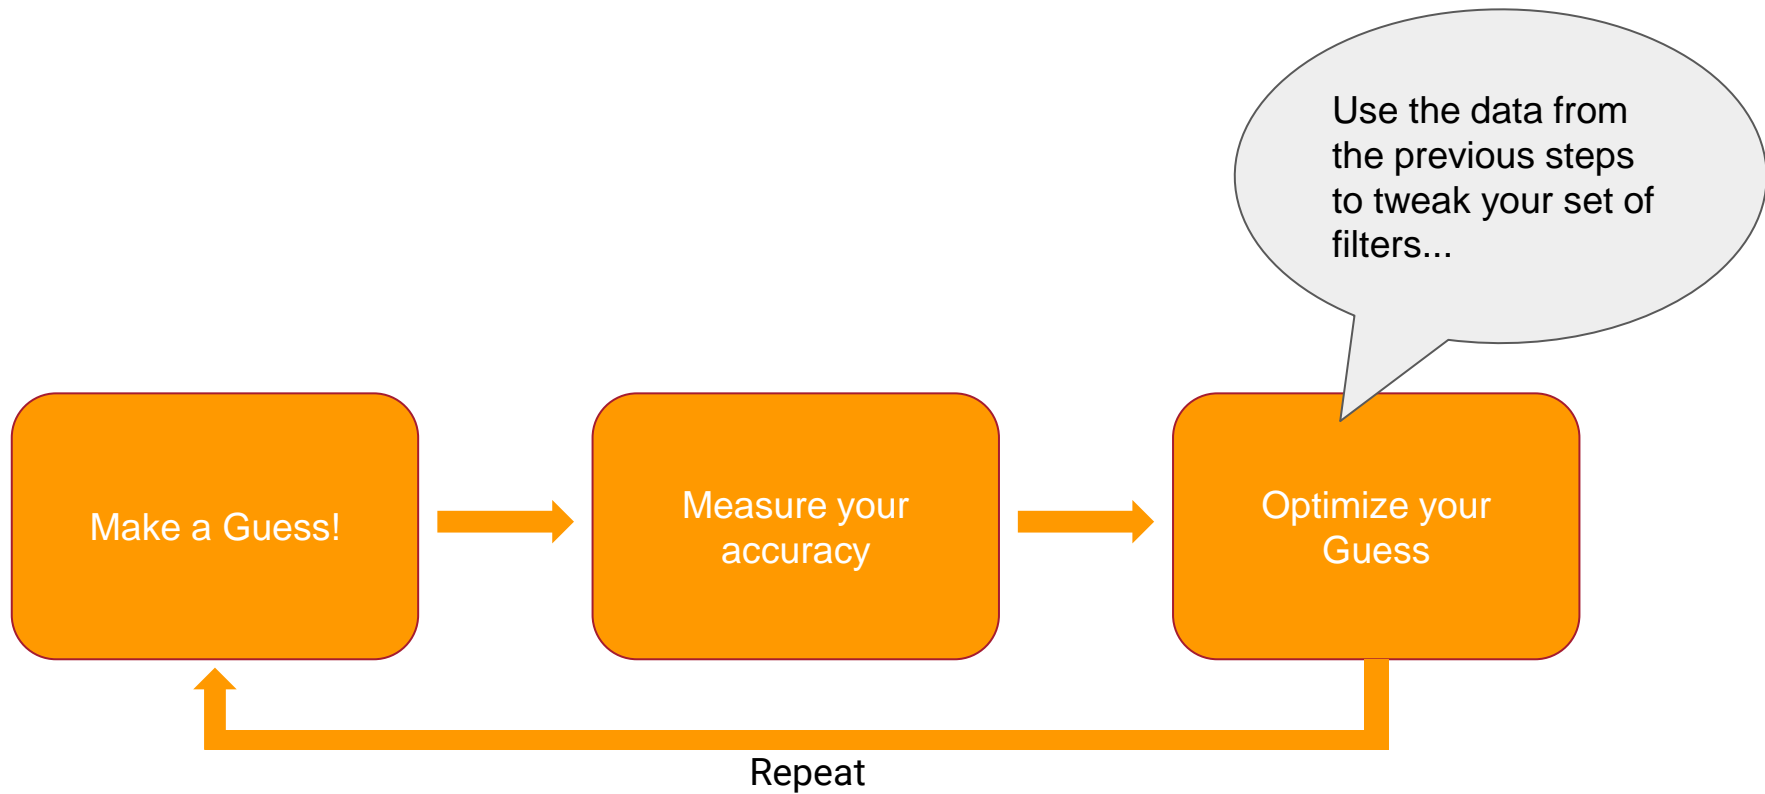 Use the data from
the previous steps
to tweak your set of
filters...
Make a Guess!
Measure your
accuracy
Optimize your
Guess
Repeat